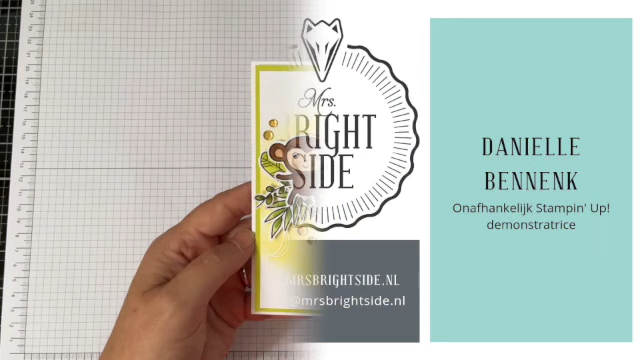 Mrs.
BRIGHT
SIDE
MRSBRIGHTSIDE.NL
@mrsbrightside.nl
DANIELLE
BENNENK
Onafhankelijk Stampin' Up!
demonstratrice